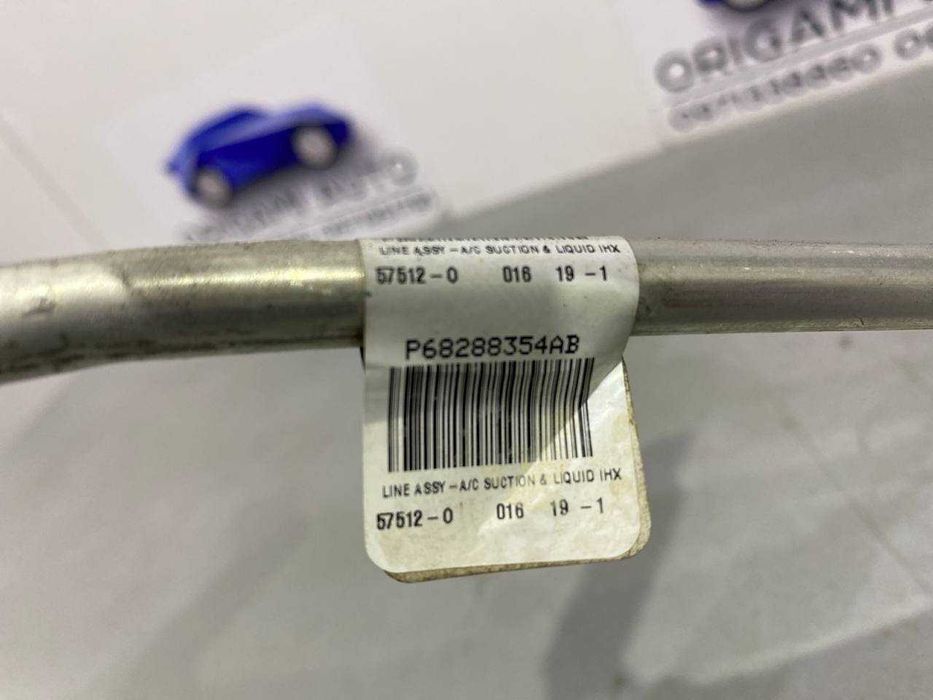 ORIGAMI
LINE ASSY-A/C SUCTION & LIQUID IHX
57512-0 016 19-1
P68288354AB
LINE ASSY-A/C SUCTION & LIQUID IHX
57512-0 016 19-1